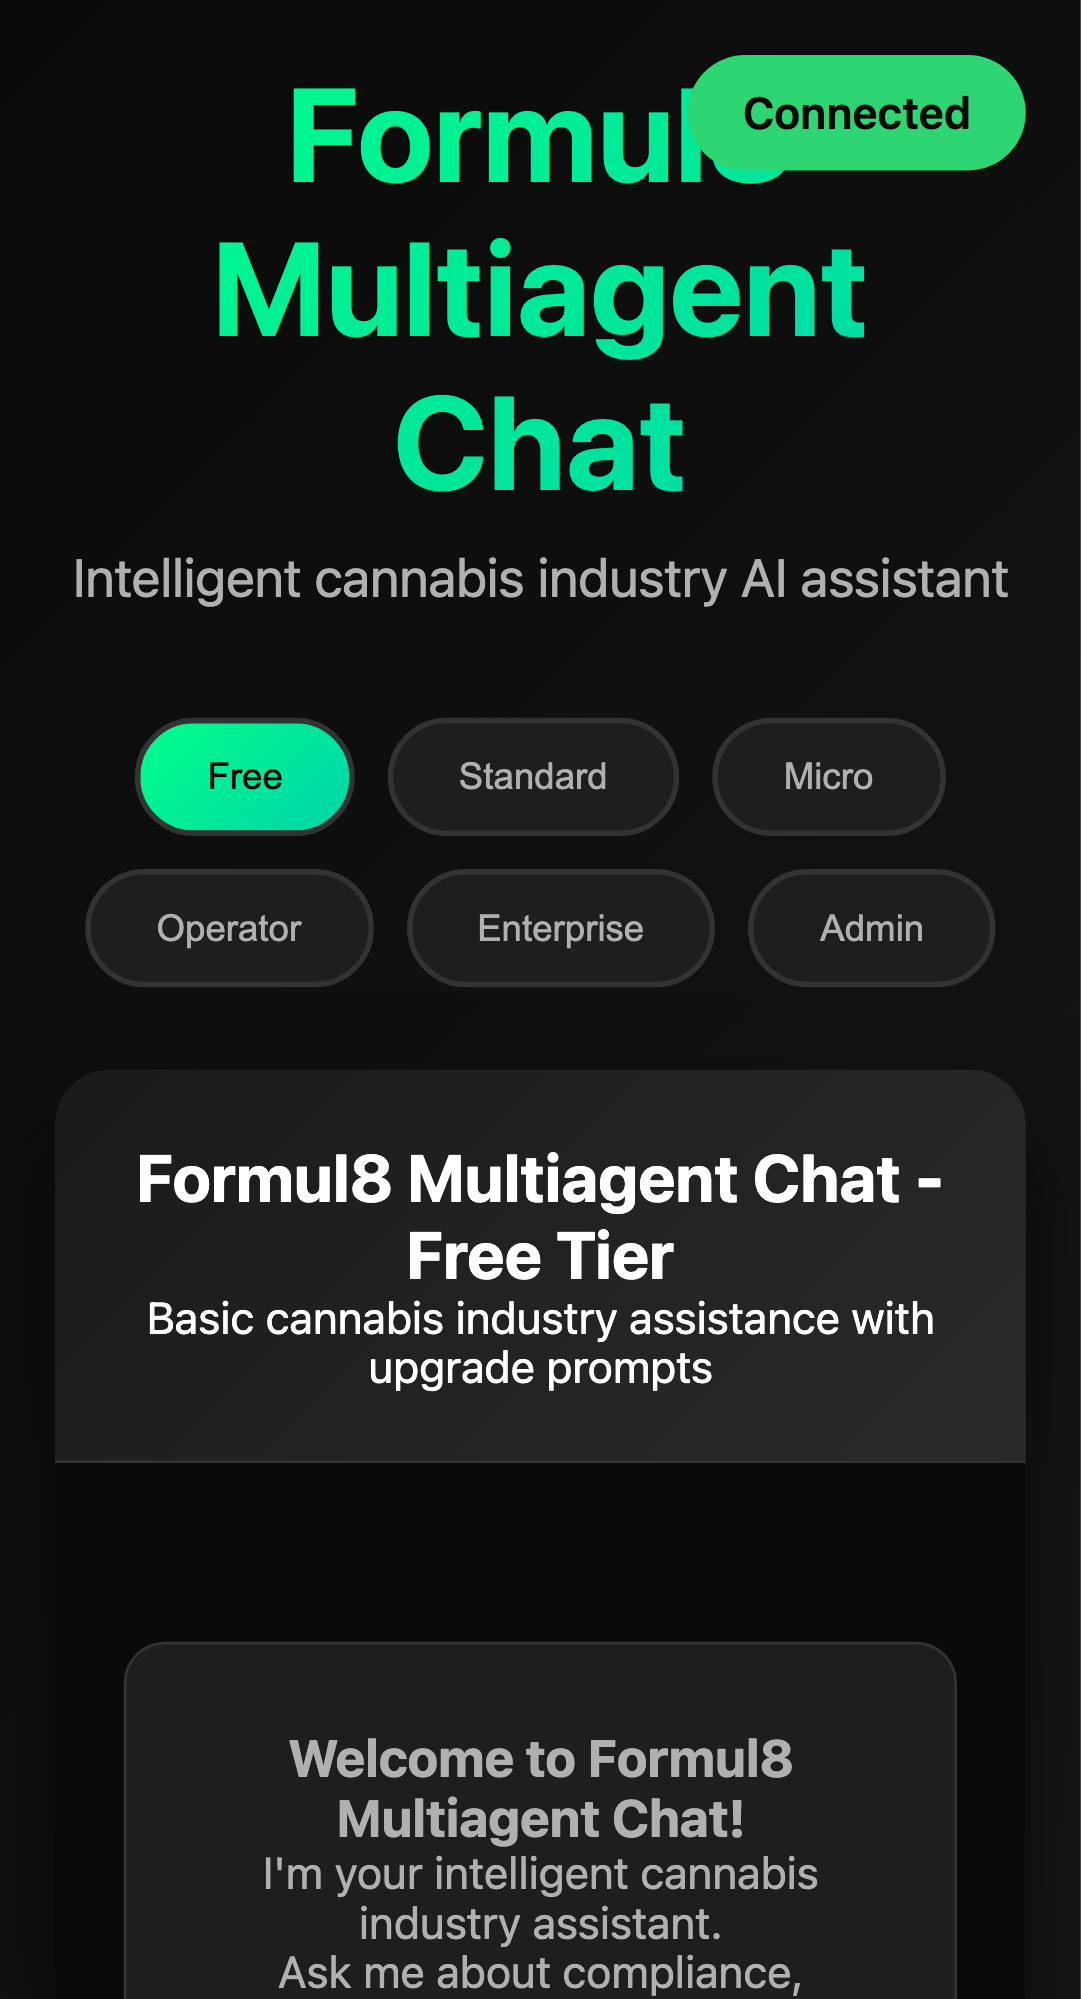 Formul8
Connected
Multiagent
Chat
Intelligent cannabis industry AI assistant
Free
Standard
Micro
Operator
Enterprise
Admin
Formul8 Multiagent Chat -
Free Tier
Basic cannabis industry assistance with
upgrade prompts
Welcome to Formul8
Multiagent Chat!
I'm your intelligent cannabis
industry assistant.
Ask me about compliance,